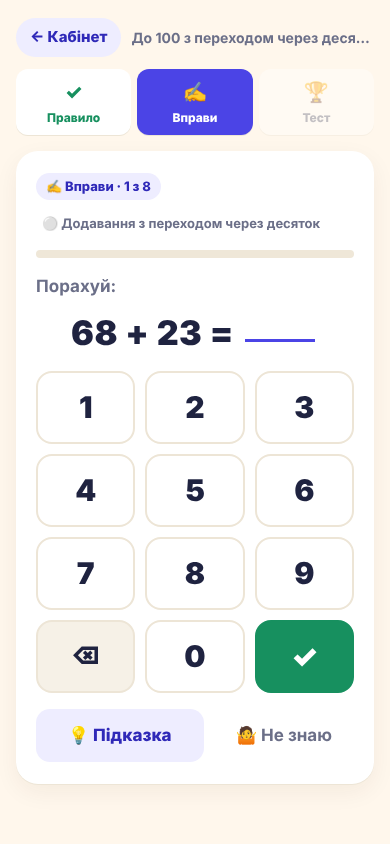 ← Кабінет
До 100 з переходом через деся...
✓
Правило
✍️
Вправи
🏆
Тест
✍️ Вправи · 1 з 8
⚪ Додавання з переходом через десяток
Порахуй:
68 + 23 = ____
1 2 3
4 5 6
7 8 9
⌫ 0 ✓
💡 Підказка
🤷 Не знаю